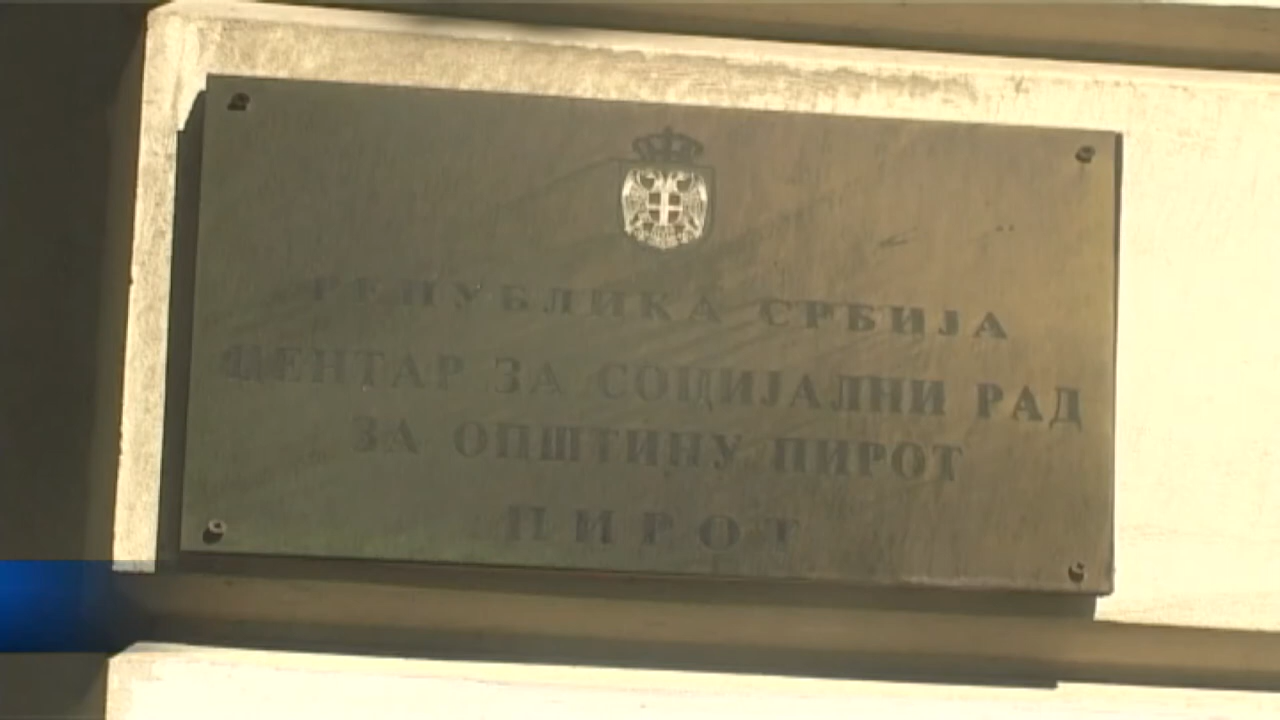 РЕПУБЛИКА СРБИЈА
ЦЕНТАР ЗА СОЦИЈАЛНИ РАД
ЗА ОПШТИНУ ПИРОТ
ПИРОТ